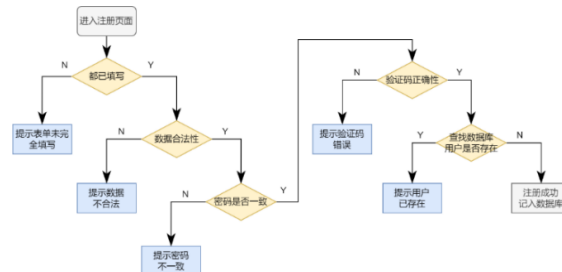 进入注册页面
N
都已填写
Y
提示表单未完
全填写
N
数据合法性
Y
提示数据
不合法
N
密码是否一致
Y
提示密码
不一致
N
验证码正确性
Y
提示验证码
错误
Y
查找数据库
用户是否存在
N
提示用户
已存在
注册成功
记入数据库